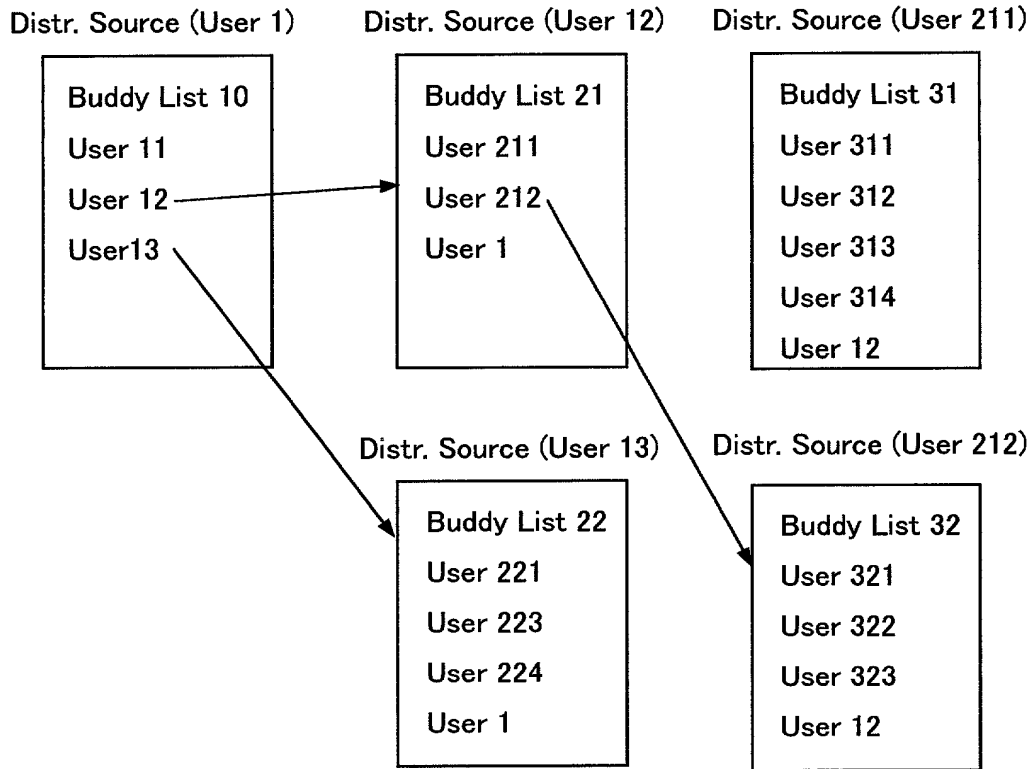 Distr. Source (User 1)
Buddy List 10
User 11
User 12
User13
Distr. Source (User 12)
Buddy List 21
User 211
User 212
User 1
Distr. Source (User 211)
Buddy List 31
User 311
User 312
User 313
User 314
User 12
Distr. Source (User 13)
Buddy List 22
User 221
User 223
User 224
User 1
Distr. Source (User 212)
Buddy List 32
User 321
User 322
User 323
User 12